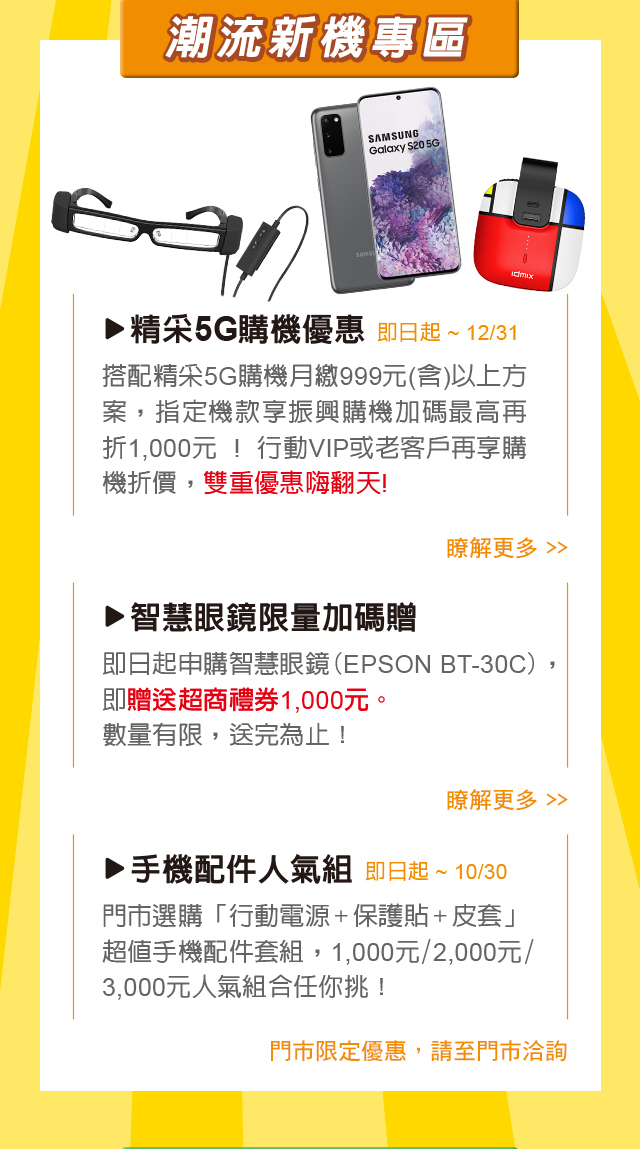 潮流新機專區
SAMSUNG
Galaxy S20 5G
SAMSU
idmix
▶精采5G購機優惠 即日起 ~ 12/31
搭配精采5G購機月繳999元(含)以上方
案，指定機款享振興購機加碼最高再
折1,000元 ! 行動VIP或老客戶再享購
機折價，雙重優惠嗨翻天!
瞭解更多 >>
▶智慧眼鏡限量加碼贈
即日起申購智慧眼鏡（EPSON BT-30C），
即贈送超商禮券1,000元。
數量有限，送完為止！
瞭解更多 >>
▶手機配件人氣組 即日起 ~ 10/30
門市選購「行動電源+保護貼+皮套」
超值手機配件套組，1,000元/2,000元/
3,000元人氣組合任你挑！
門市限定優惠，請至門市洽詢